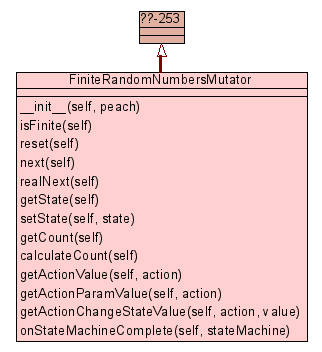 ??-253
FiniteRandomNumbersMutator
__init__(self, peach)
isFinite(self)
reset(self)
next(self)
realNext(self)
getState(self)
setState(self, state)
getCount(self)
calculateCount(self)
getActionValue(self, action)
getActionParamValue(self, action)
getActionChangeStateValue(self, action, value)
onStateMachineComplete(self, stateMachine)